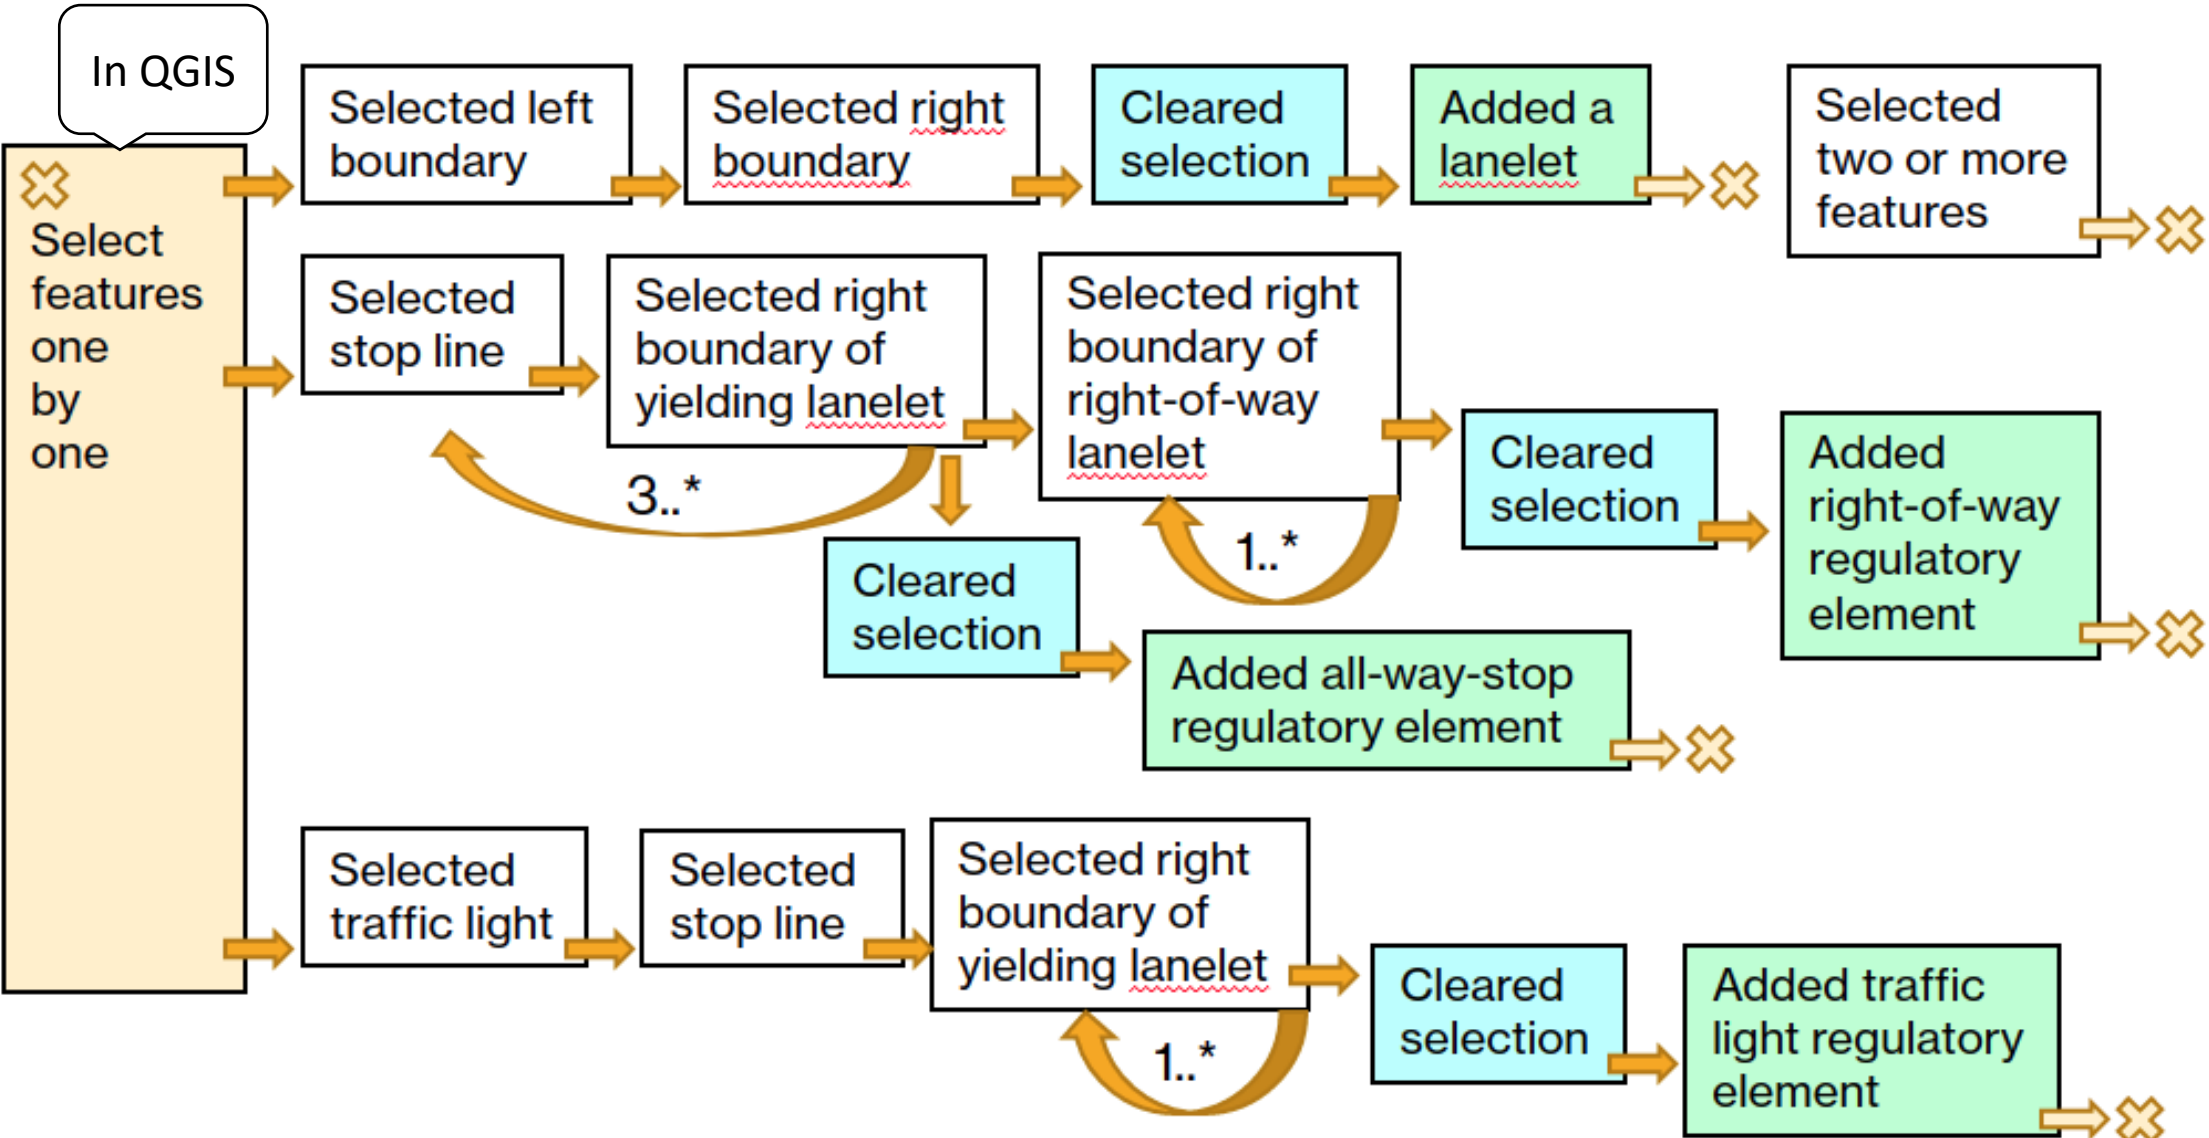 In QGIS
Select
features
one
by
one
Selected left
boundary
Selected right
boundary
Cleared
selection
Added a
lanelet
Selected
two or more
features
Selected
stop line
Selected right
boundary of
yielding lanelet
3..*
Selected right
boundary of
right-of-way
lanelet
1..*
Cleared
selection
Added
right-of-way
regulatory
element
Cleared
selection
Added all-way-stop
regulatory element
Selected
traffic light
Selected
stop line
Selected right
boundary of
yielding lanelet
1..*
Cleared
selection
Added traffic
light regulatory
element